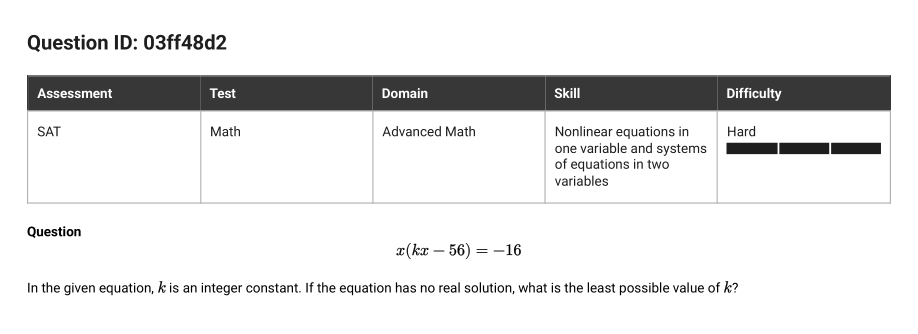 Question ID: 03ff48d2
Assessment Test Domain Skill Difficulty
SAT Math Advanced Math Nonlinear equations in one variable and systems of equations in two variables Hard
Question
x(kx − 56) = −16
In the given equation, k is an integer constant. If the equation has no real solution, what is the least possible value of k?